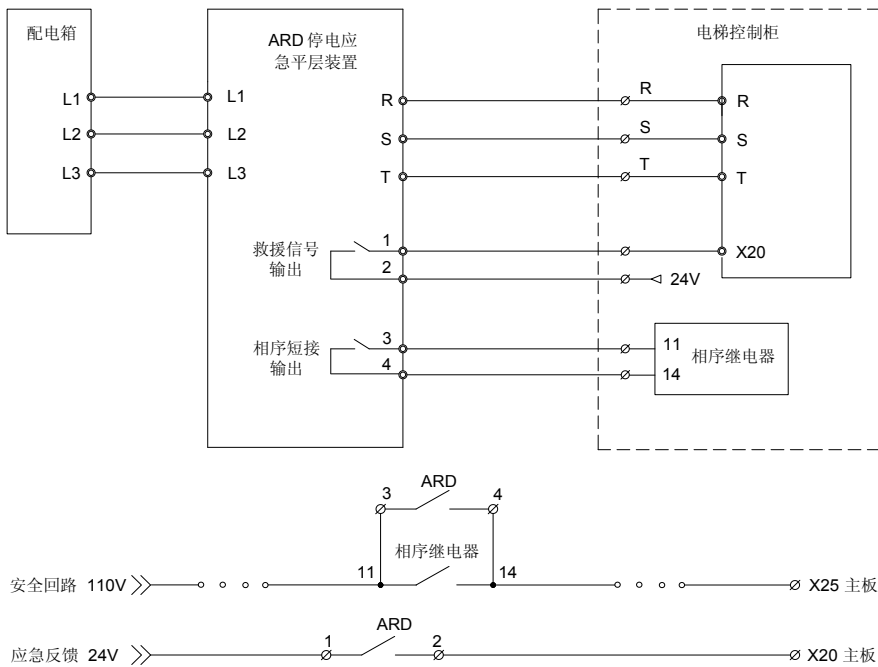 配电箱
ARD 停电应
急平层装置
电梯控制柜
L1
L1
R
R
R
L2
L2
S
S
S
L3
L3
T
T
T
救援信号
输出
1
2
X20
24V
相序短接
输出
3
4
11
14
相序继电器
ARD
3
4
相序继电器
安全回路 110V
11
14
X25 主板
ARD
应急反馈 24V
1
2
X20 主板